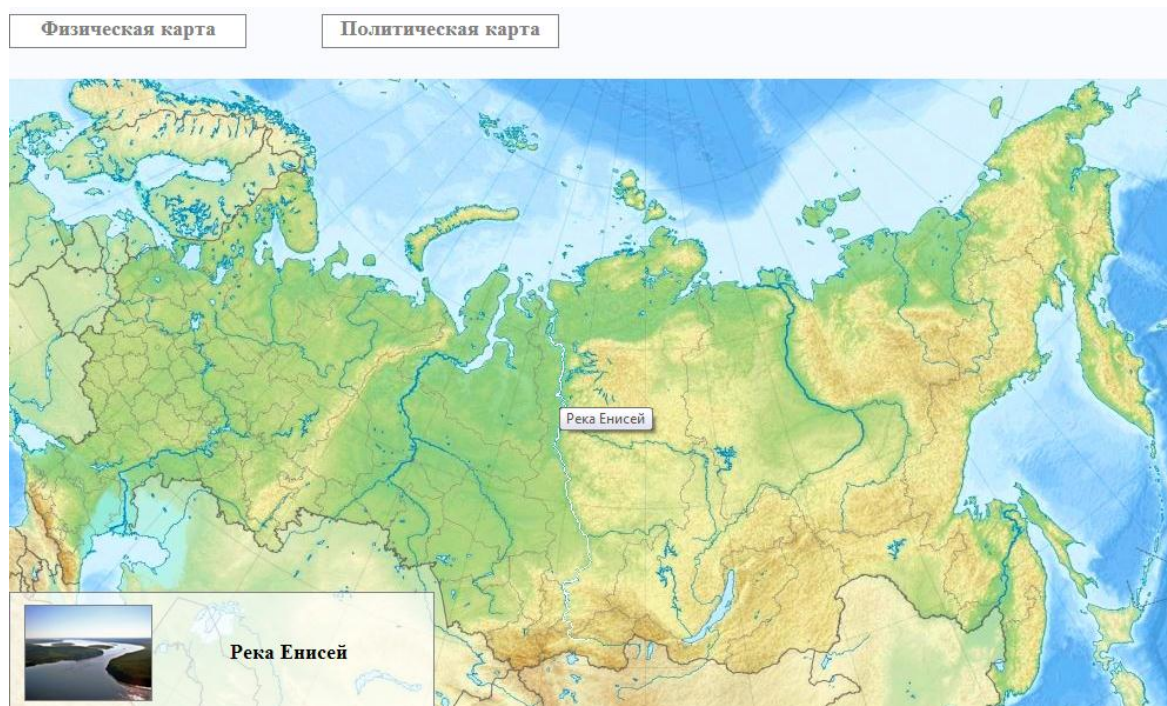 Физическая карта
Политическая карта
Река Енисей
Река Енисей